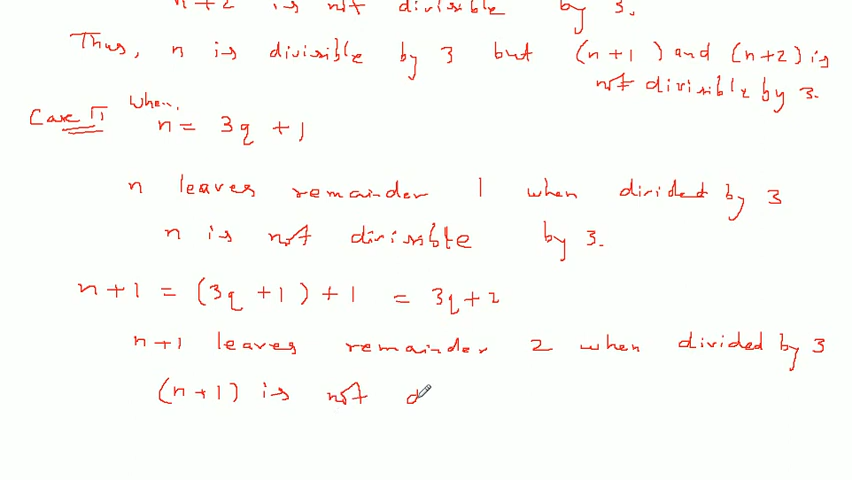 n+2 is not divisible by 3.
Thus, n is divisible by 3 but (n+1) and (n+2) is
not divisible by 3.
Case II when,
n = 3q + 1
n leaves remainder 1 when divided by 3
n is not divisible by 3.
n+1 = (3q +1) + 1 = 3q+2
n+1 leaves remainder 2 when divided by 3
(n+1) is not d